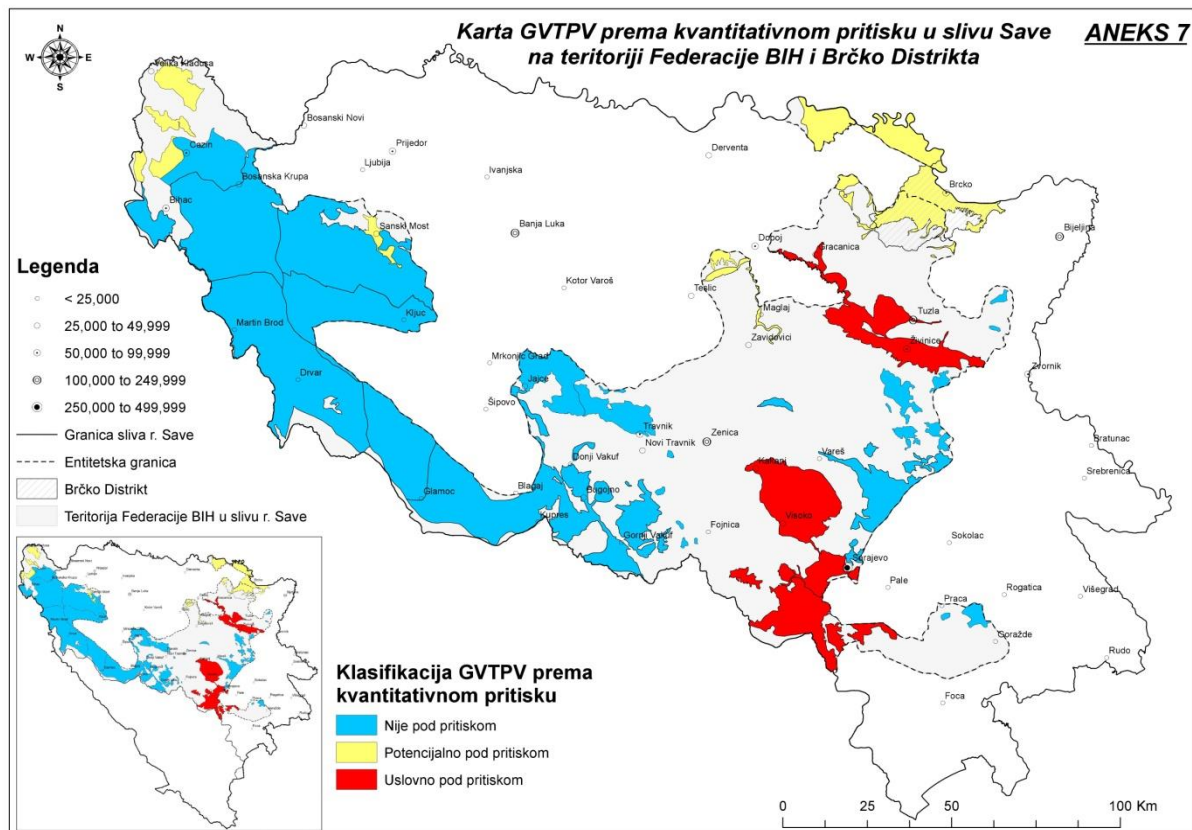 Karta GVTPV prema kvantitativnom pritisku u slivu Save
na teritoriji Federacije BIH i Brčko Distrikta
ANEKS 7
N
W E
S
Velika Kladusa
Bosanski Novi
Cazin
Prijedor
Ljubija
Ivanjska
Derventa
Bosanska Krupa
Brcko
Bihac
Sanski Most
Banja Luka
Doboj
Gracanica
Bijeljina
Kotor Varoš
Teslic
Maglaj
Tuzla
Kljuc
Martin Brod
Zavidovici
Živinice
Mrkonjic Grad
Zvornik
Drvar
Jajce
Šipovo
Travnik
Novi Travnik
Zenica
Vareš
Bratunac
Kakanj
Donji Vakuf
Srebrenica
Glamoc
Blagaj
Bugojno
Kupres
Visoko
Gornji Vakuf
Fojnica
Sokolac
Sarajevo
Pale
Rogatica
Višegrad
Praca
Goražde
Rudo
Foca
Legenda
< 25,000
25,000 to 49,999
50,000 to 99,999
100,000 to 249,999
250,000 to 499,999
Granica sliva r. Save
Entitetska granica
Brčko Distrikt
Teritorija Federacije BIH u slivu r. Save
Klasifikacija GVTPV prema
kvantitativnom pritisku
Nije pod pritiskom
Potencijalno pod pritiskom
Uslovno pod pritiskom
0 25 50 100 Km